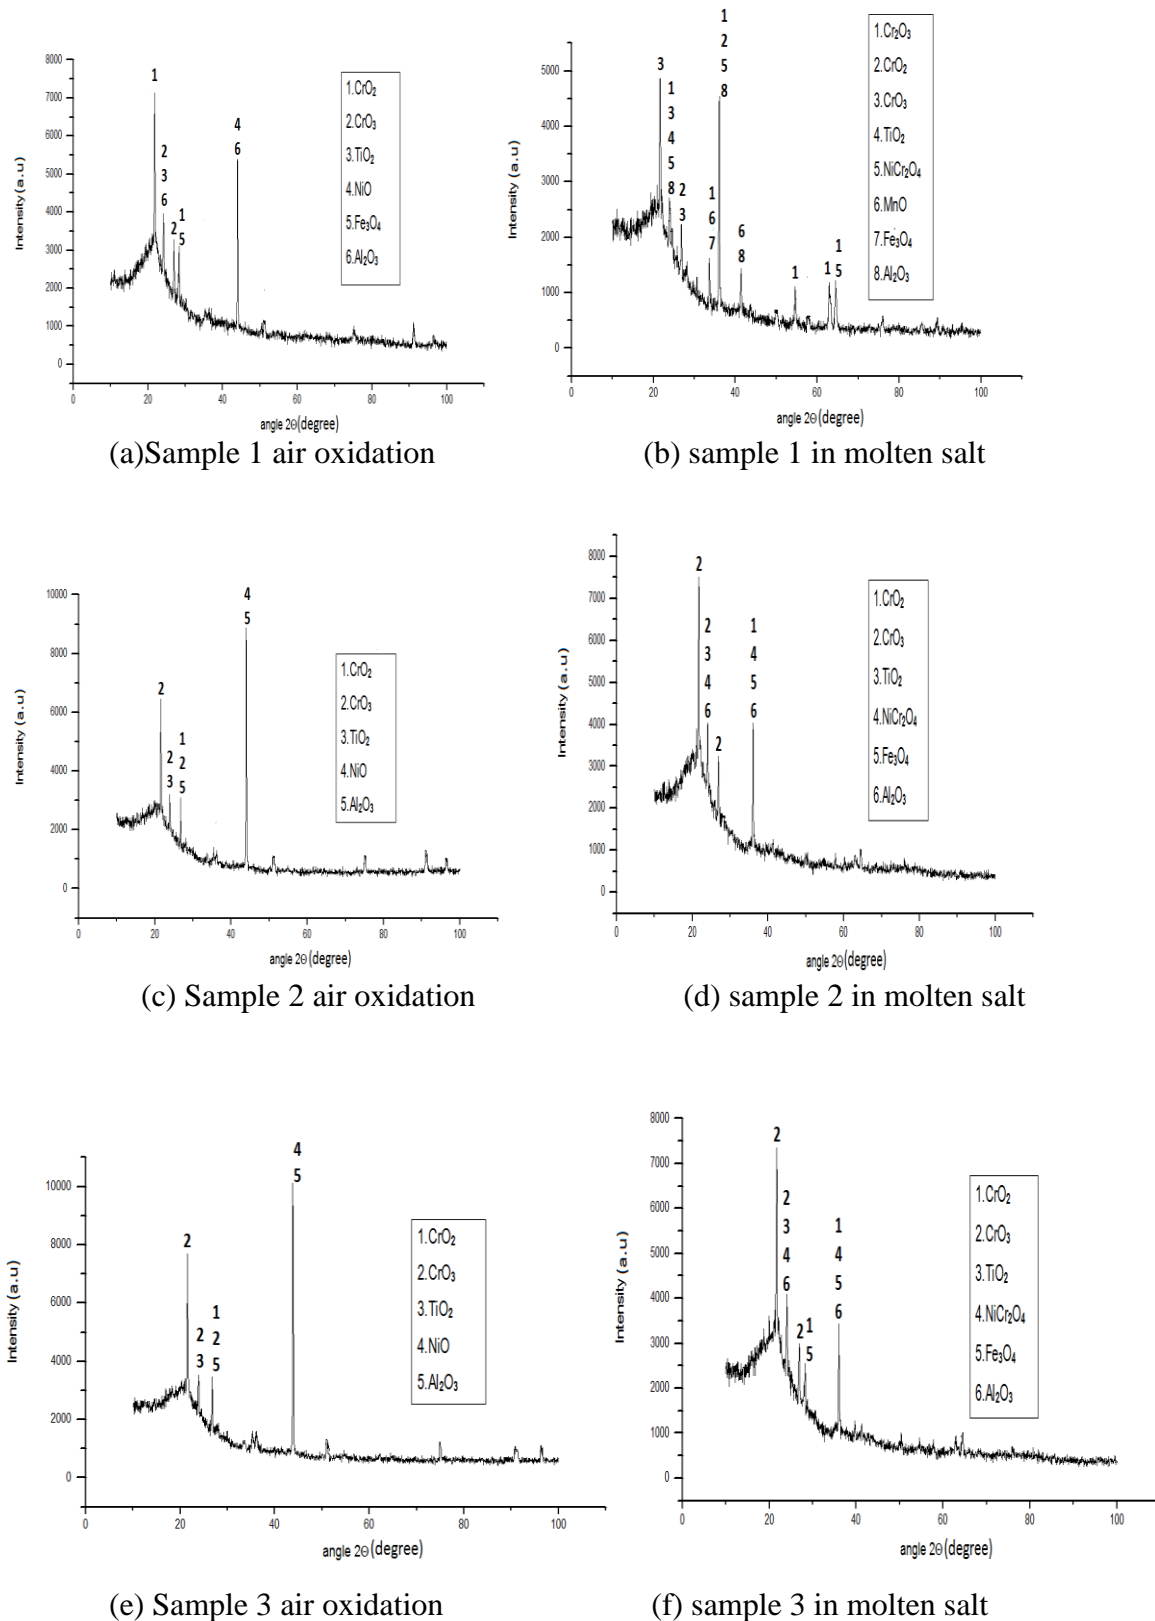 8000
7000
6000
5000
4000
3000
2000
1000
0
0
20
40
60
80
100
Intensity (a.u)
angle 2Θ (degree)
1
2
3
6
2
1
5
4
6
1.CrO₂
2.CrO₃
3.TiO₂
4.NiO
5.Fe₃O₄
6.Al₂O₃
(a)Sample 1 air oxidation
5000
4000
3000
2000
1000
0
0
20
40
60
80
100
Intensity (a.u)
angle 2Θ (degree)
3
1
3
4
5
8
2
3
1
6
7
1
2
5
8
6
8
1
1
1
5
1.Cr₂O₃
2.CrO₂
3.CrO₃
4.TiO₂
5.NiCr₂O₄
6.MnO
7.Fe₃O₄
8.Al₂O₃
(b) sample 1 in molten salt
10000
8000
6000
4000
2000
0
0
20
40
60
80
100
Intensity (a.u)
angle 2Θ (degree)
2
2
3
1
2
5
4
5
1.CrO₂
2.CrO₃
3.TiO₂
4.NiO
5.Al₂O₃
(c) Sample 2 air oxidation
8000
7000
6000
5000
4000
3000
2000
1000
0
0
20
40
60
80
100
Intensity (a.u)
angle 2Θ (degree)
2
2
3
4
6
2
1
4
5
6
1.CrO₂
2.CrO₃
3.TiO₂
4.NiCr₂O₄
5.Fe₃O₄
6.Al₂O₃
(d) sample 2 in molten salt
10000
8000
6000
4000
2000
0
0
20
40
60
80
100
Intensity (a.u)
angle 2Θ (degree)
2
2
3
1
2
5
4
5
1.CrO₂
2.CrO₃
3.TiO₂
4.NiO
5.Al₂O₃
(e) Sample 3 air oxidation
8000
7000
6000
5000
4000
3000
2000
1000
0
0
20
40
60
80
100
Intensity (a.u)
angle 2Θ (degree)
2
2
3
4
6
2
1
5
1
4
5
6
1.CrO₂
2.CrO₃
3.TiO₂
4.NiCr₂O₄
5.Fe₃O₄
6.Al₂O₃
(f) sample 3 in molten salt